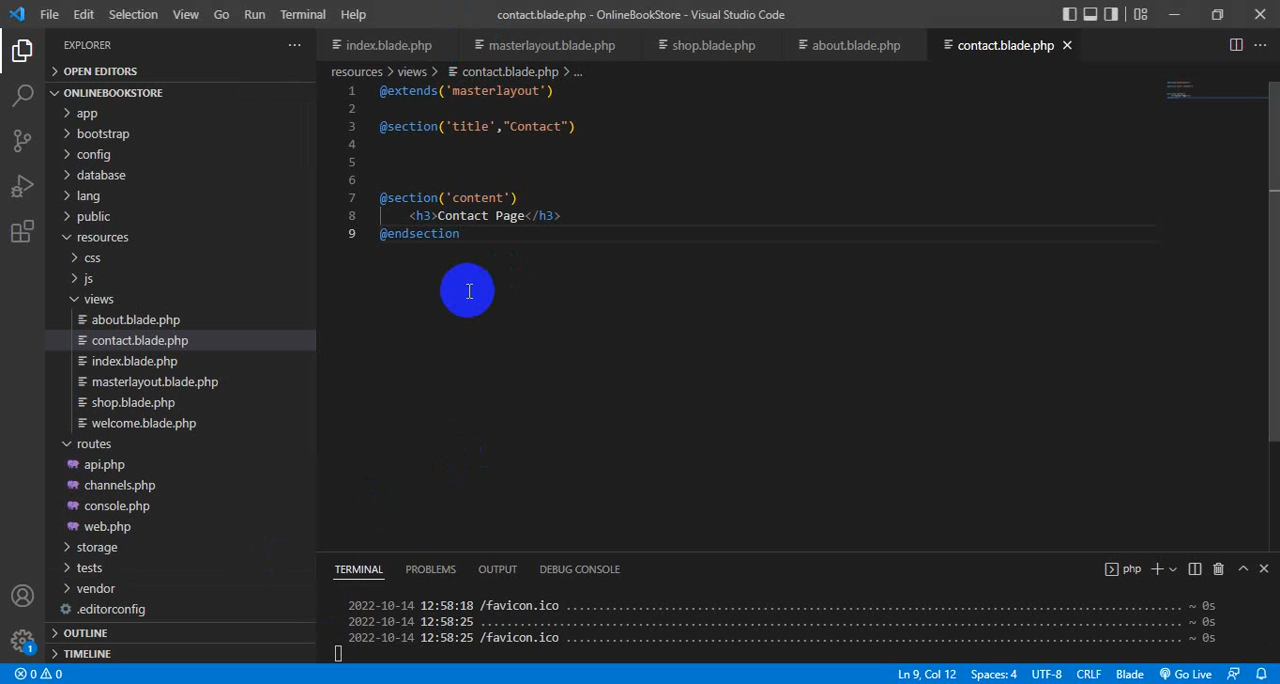 File Edit Selection View Go Run Terminal Help contact.blade.php - OnlineBookStore - Visual Studio Code
EXPLORER
index.blade.php masterlayout.blade.php shop.blade.php about.blade.php contact.blade.php
OPEN EDITORS
resources > views > contact.blade.php > ...
ONLINEBOOKSTORE
app
bootstrap
config
database
lang
public
resources
css
js
views
about.blade.php
contact.blade.php
index.blade.php
masterlayout.blade.php
shop.blade.php
welcome.blade.php
routes
api.php
channels.php
console.php
web.php
storage
tests
vendor
.editorconfig
OUTLINE
TIMELINE
1 @extends('masterlayout')
2
3 @section('title',"Contact")
4
5
6
7 @section('content')
8 <h3>Contact Page</h3>
9 @endsection
TERMINAL PROBLEMS OUTPUT DEBUG CONSOLE php
2022-10-14 12:58:18 /favicon.ico ........................................................................................ ~ 0s
2022-10-14 12:58:25 ................................................................................................... ~ 0s
2022-10-14 12:58:25 /favicon.ico ........................................................................................ ~ 0s
1
0 0 Ln 9, Col 12 Spaces: 4 UTF-8 CRLF Blade Go Live